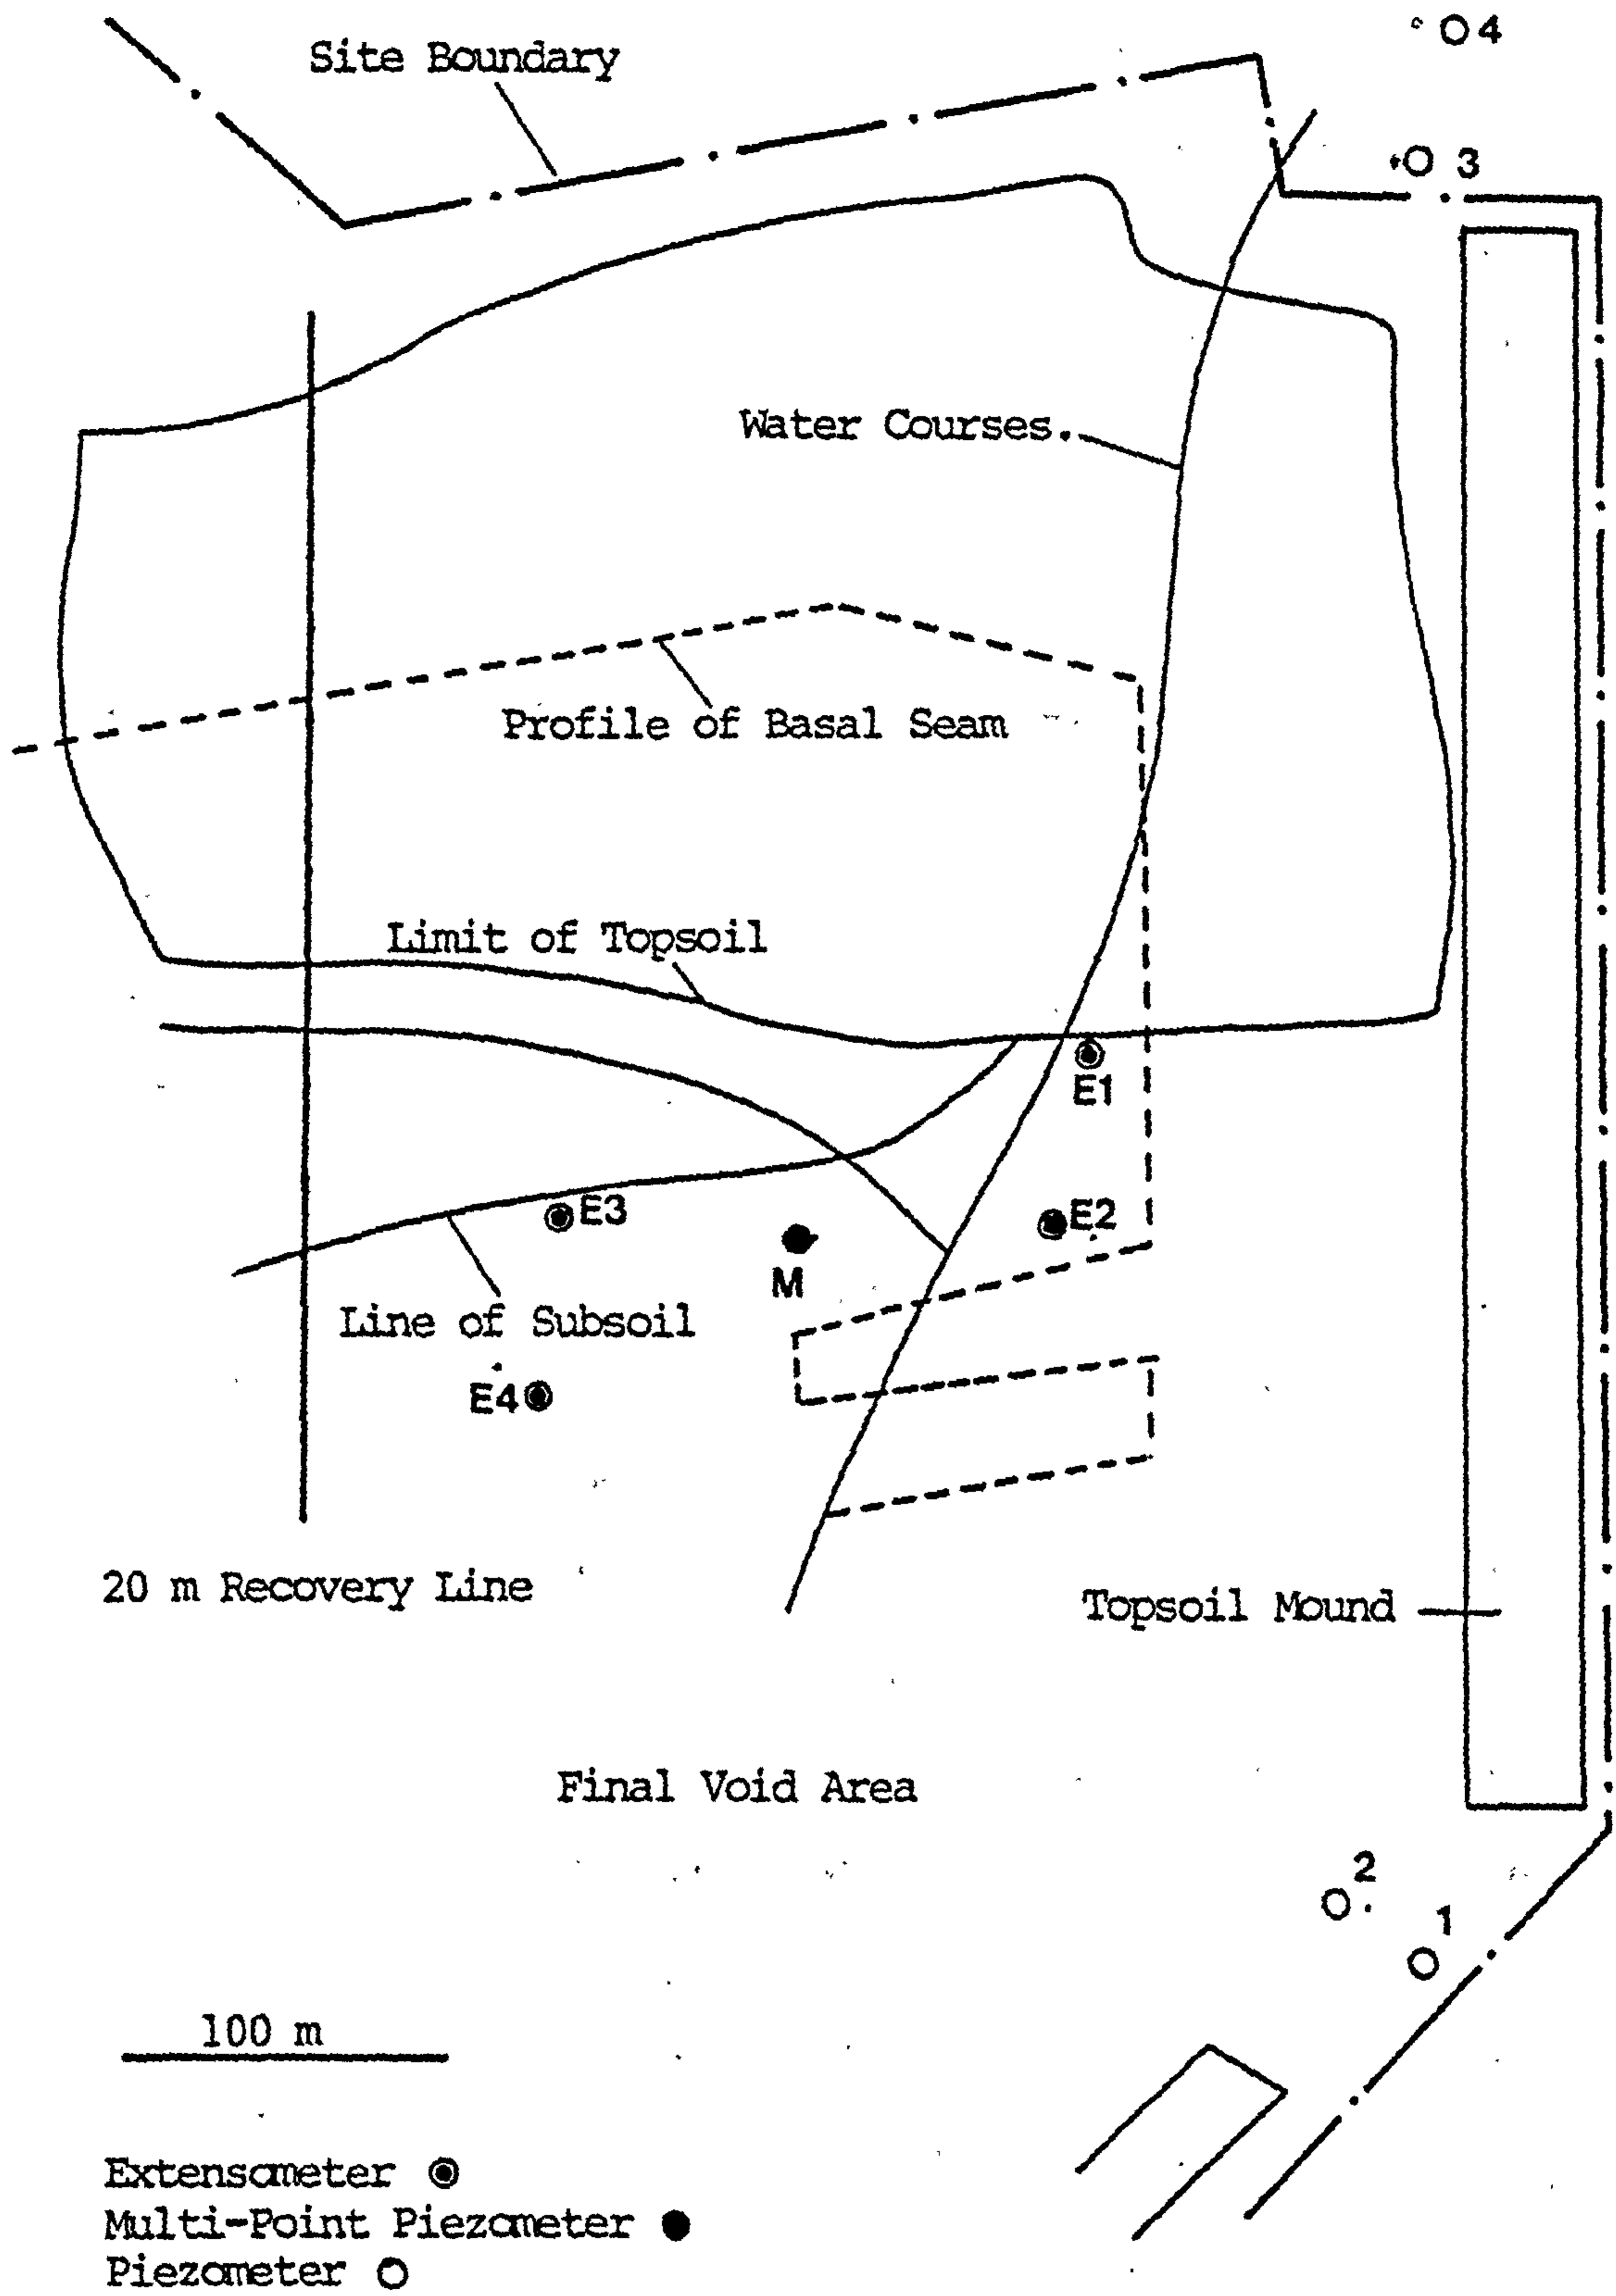 Site Boundary
O4
O 3
Water Courses.
Profile of Basal Seam
Limit of Topsoil
E1
E3
E2
M
Line of Subsoil
E4
20 m Recovery Line
Topsoil Mound
Final Void Area
2
1
100 m
Extensometer
Multi-Point Piezometer
Piezometer